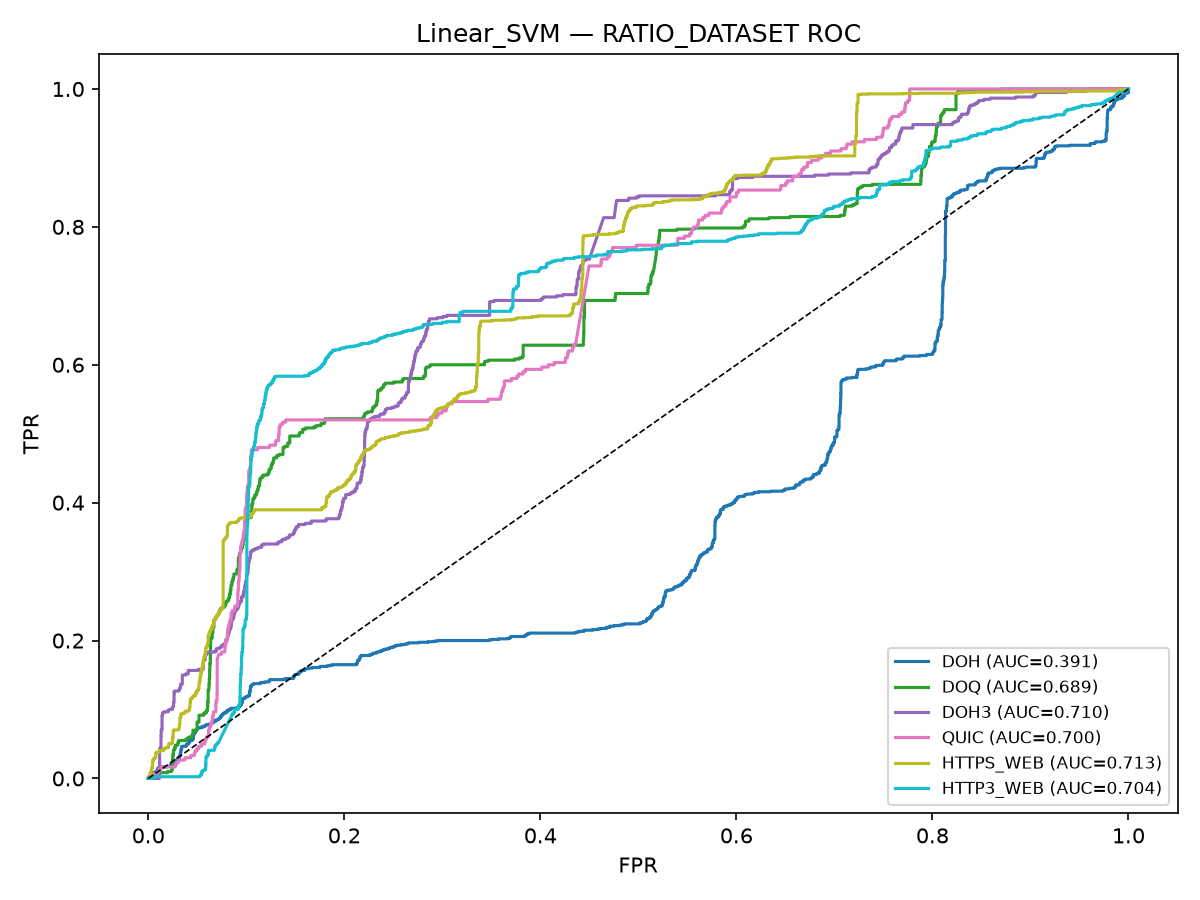 Linear_SVM — RATIO_DATASET ROC
TPR
1.0
0.8
0.6
0.4
0.2
0.0
0.0 0.2 0.4 0.6 0.8 1.0
FPR
DOH (AUC=0.391)
DOQ (AUC=0.689)
DOH3 (AUC=0.710)
QUIC (AUC=0.700)
HTTPS_WEB (AUC=0.713)
HTTP3_WEB (AUC=0.704)